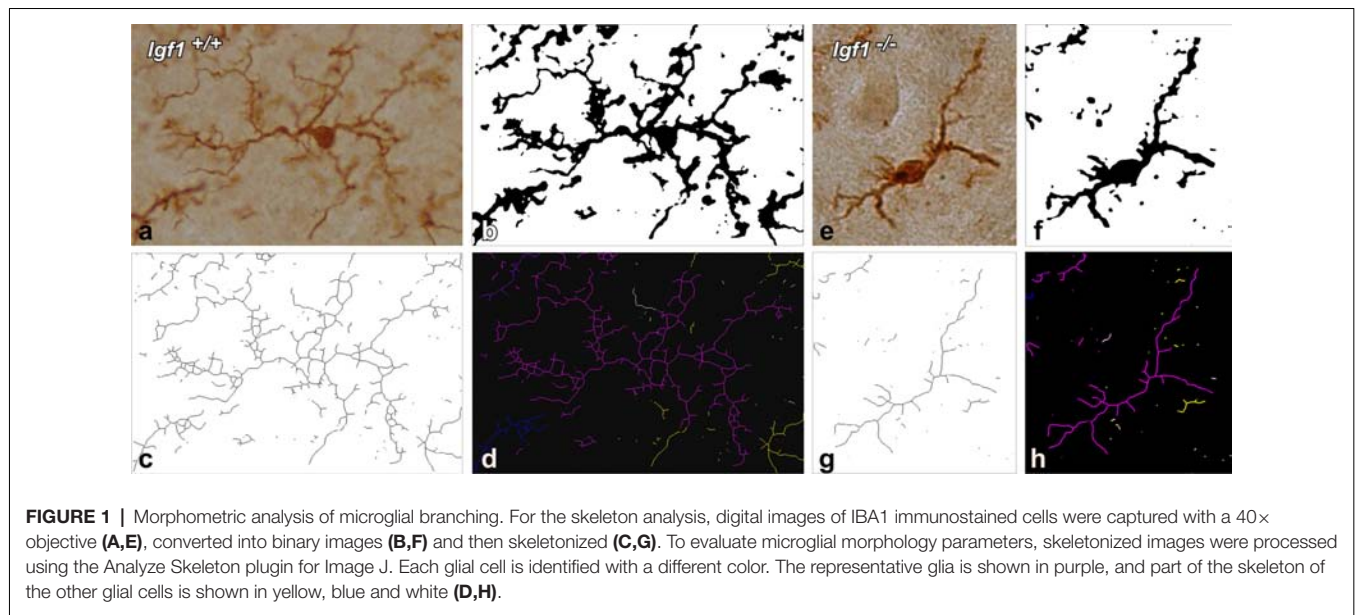 Igf1 +/+
Igf1 -/-
a
b
e
f
c
d
g
h
FIGURE 1 | Morphometric analysis of microglial branching. For the skeleton analysis, digital images of IBA1 immunostained cells were captured with a 40×
objective (A,E), converted into binary images (B,F) and then skeletonized (C,G). To evaluate microglial morphology parameters, skeletonized images were processed
using the Analyze Skeleton plugin for Image J. Each glial cell is identified with a different color. The representative glia is shown in purple, and part of the skeleton of
the other glial cells is shown in yellow, blue and white (D,H).